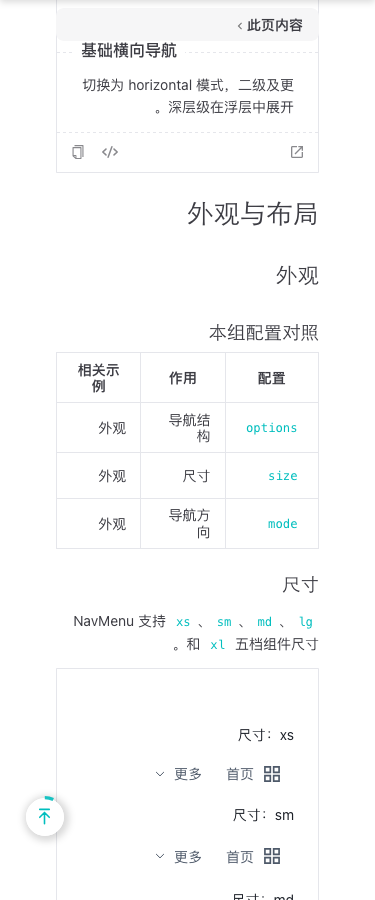 此页内容
基础横向导航
切换为 horizontal 模式，二级及更
深层级在浮层中展开。
外观与布局
外观
本组配置对照
配置 作用 相关示例
options 导航结构 外观
size 尺寸 外观
mode 导航方向 外观
尺寸
NavMenu 支持 xs 、 sm 、 md 、 lg
和 xl 五档组件尺寸。
尺寸：xs
首页 更多
尺寸：sm
首页 更多
尺寸：md